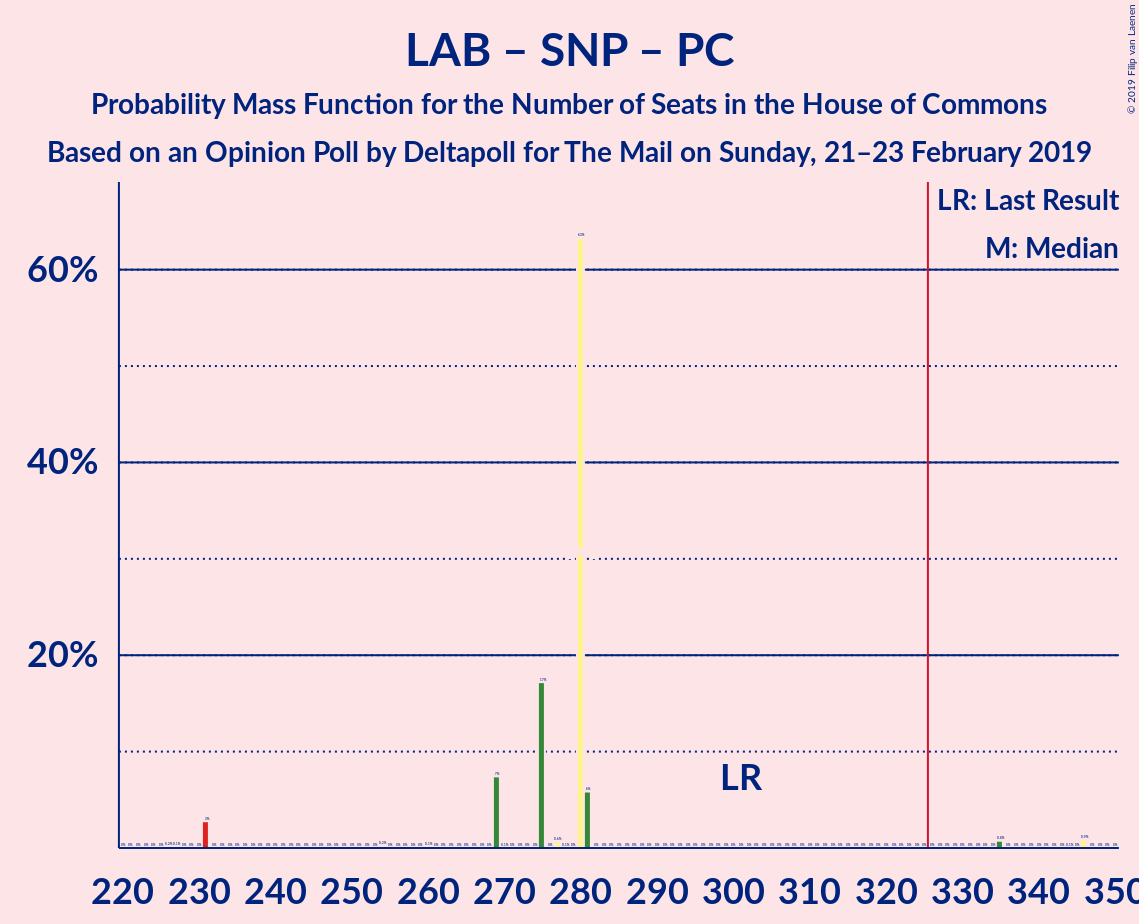 LAB – SNP – PC
Probability Mass Function for the Number of Seats in the House of Commons
Based on an Opinion Poll by Deltapoll for The Mail on Sunday, 21–23 February 2019
© 2019 Filip van Laenen
LR: Last Result
M: Median
60%
40%
20%
LR
220 230 240 250 260 270 280 290 300 310 320 330 340 350